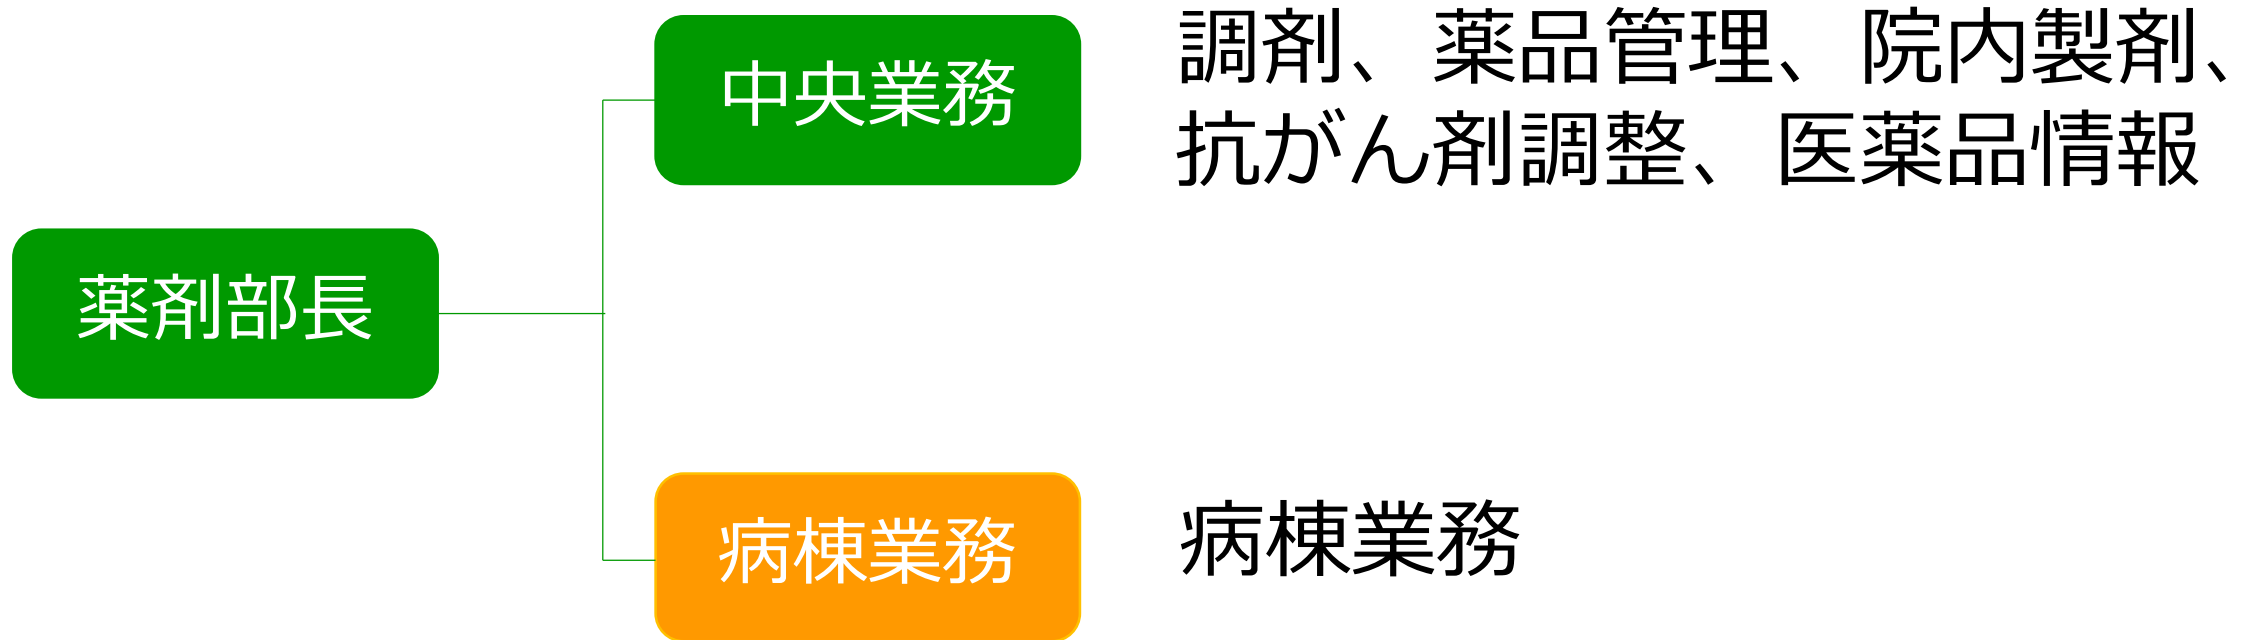 調剤、薬品管理、院内製剤、
抗がん剤調整、医薬品情報
中央業務
薬剤部長
病棟業務
病棟業務